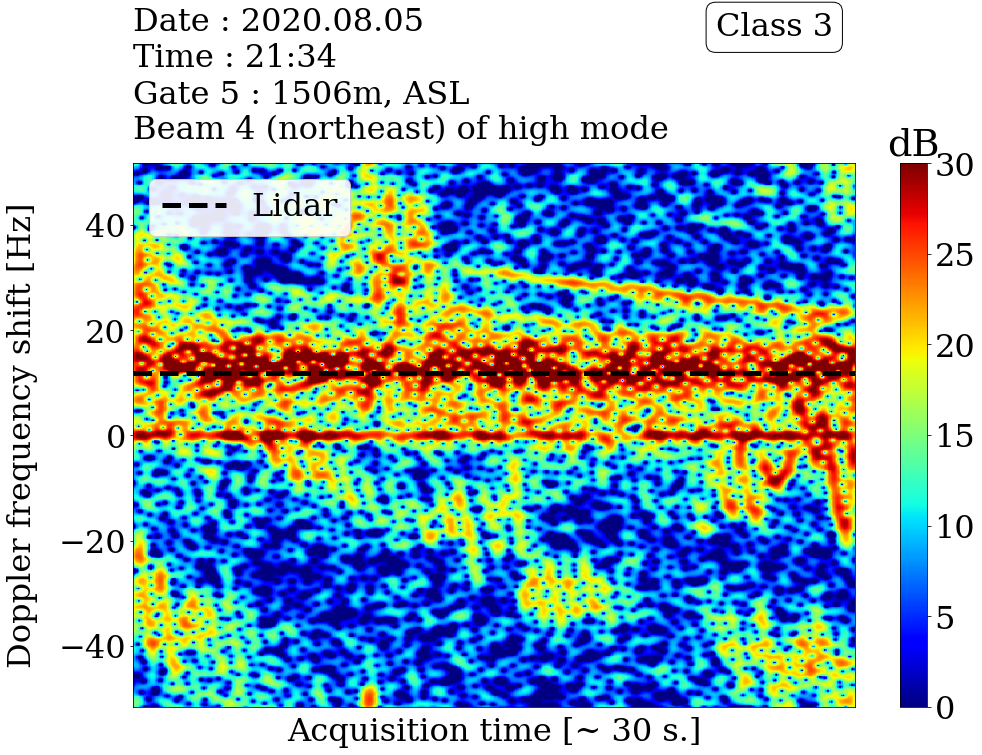 Date : 2020.08.05
Time : 21:34
Gate 5 : 1506m, ASL
Beam 4 (northeast) of high mode
Class 3
dB
Lidar
Doppler frequency shift [Hz]
40
20
0
−20
−40
30
25
20
15
10
5
0
Acquisition time [~ 30 s.]